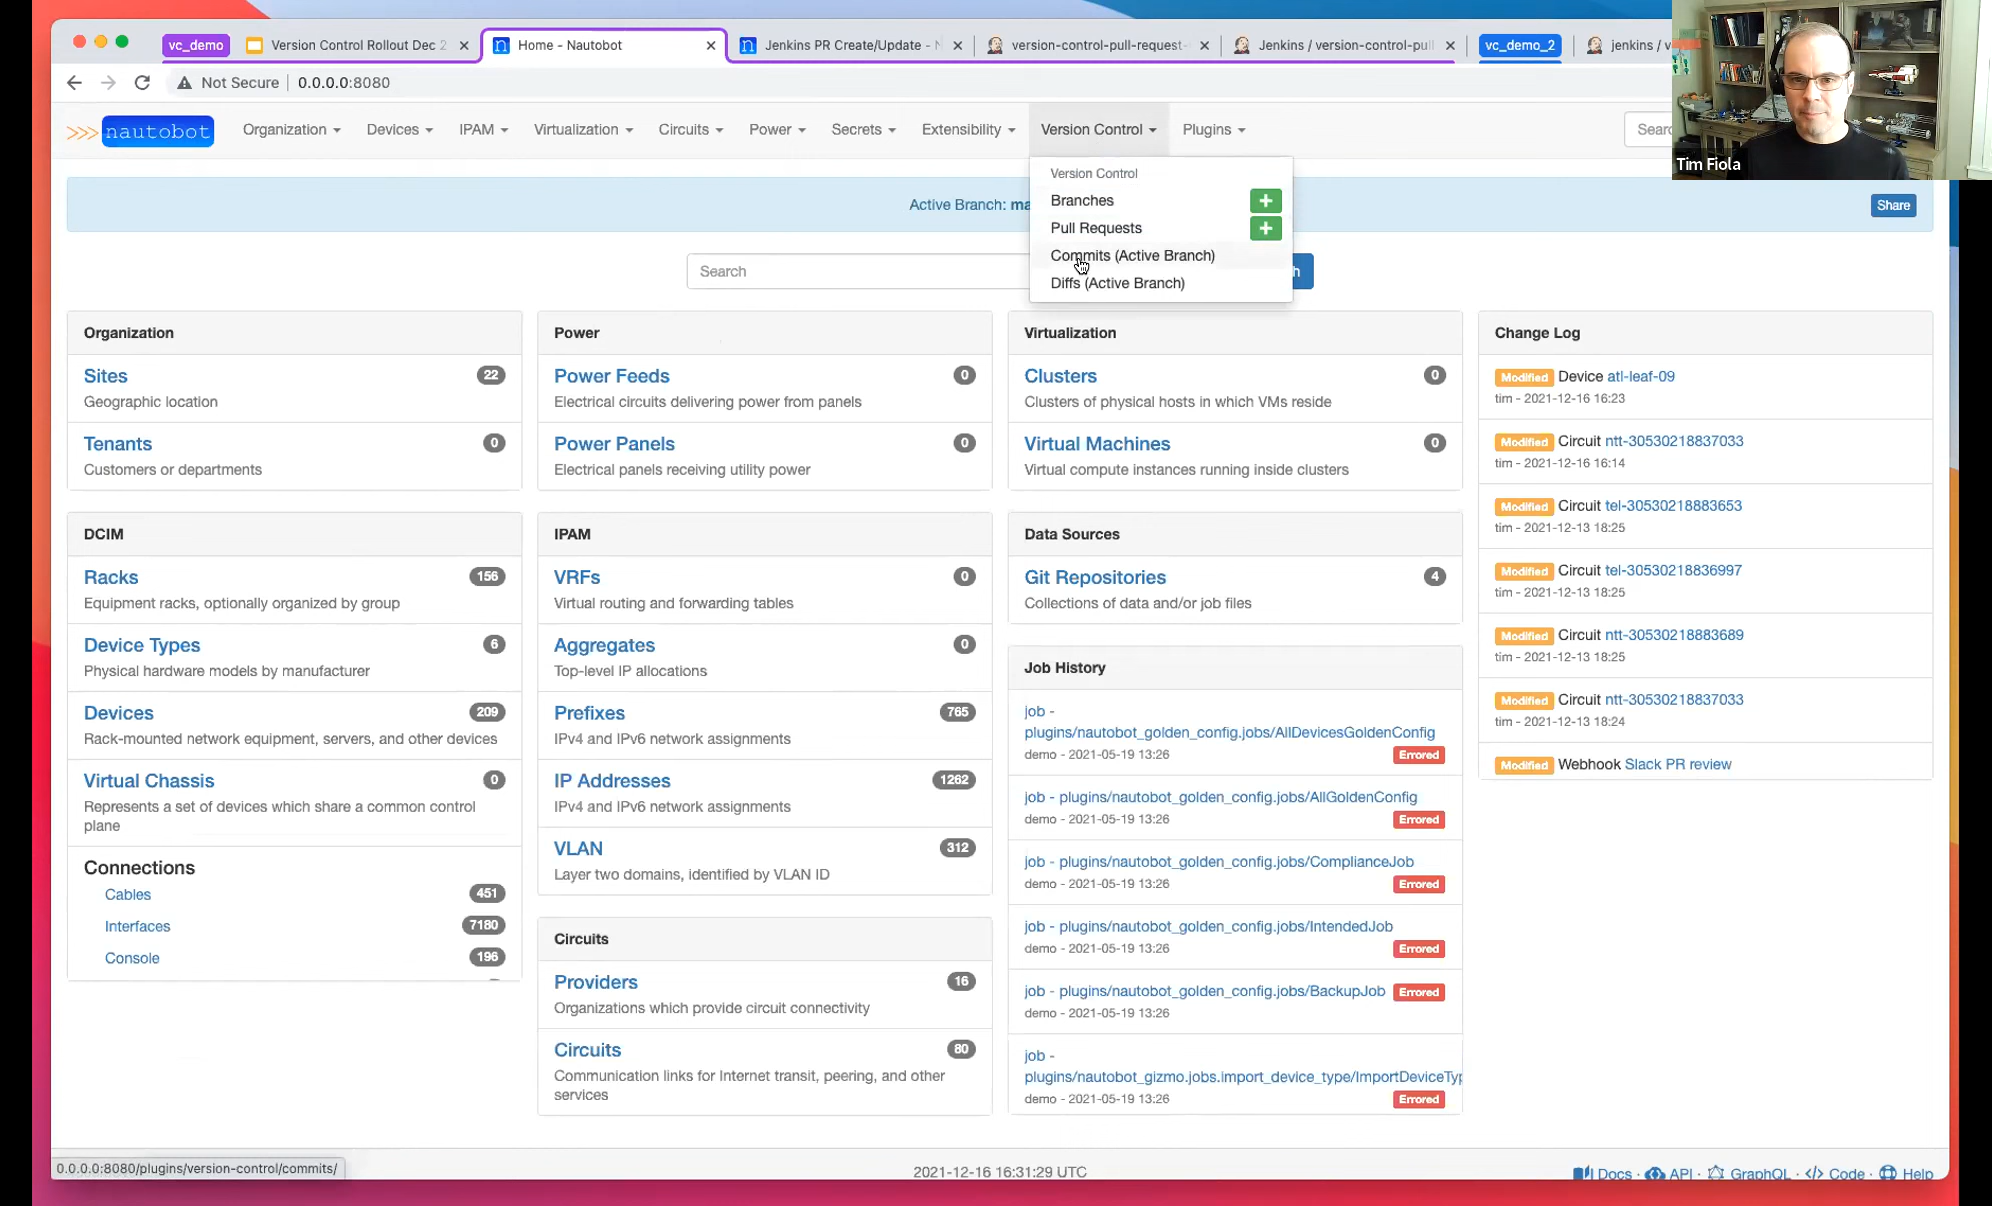 vc_demo
Version Control Rollout Dec 2
Home - Nautobot
Jenkins PR Create/Update - N
version-control-pull-request-
Jenkins / version-control-pull
vc_demo_2
jenkins / v
Not Secure
0.0.0.0:8080
>>> nautobot
Organization
Devices
IPAM
Virtualization
Circuits
Power
Secrets
Extensibility
Version Control
Plugins
Searc
Tim Fiola
Active Branch: ma
Share
Version Control
Branches
Pull Requests
Commits (Active Branch)
Diffs (Active Branch)
Search
h
Organization
Sites
22
Geographic location
Tenants
0
Customers or departments
DCIM
Racks
156
Equipment racks, optionally organized by group
Device Types
6
Physical hardware models by manufacturer
Devices
209
Rack-mounted network equipment, servers, and other devices
Virtual Chassis
0
Represents a set of devices which share a common control
plane
Connections
Cables
451
Interfaces
7180
Console
196
Power
Power Feeds
0
Electrical circuits delivering power from panels
Power Panels
0
Electrical panels receiving utility power
IPAM
VRFs
0
Virtual routing and forwarding tables
Aggregates
0
Top-level IP allocations
Prefixes
765
IPv4 and IPv6 network assignments
IP Addresses
1262
IPv4 and IPv6 network assignments
VLAN
312
Layer two domains, identified by VLAN ID
Circuits
Providers
16
Organizations which provide circuit connectivity
Circuits
80
Communication links for Internet transit, peering, and other
services
Virtualization
Clusters
0
Clusters of physical hosts in which VMs reside
Virtual Machines
0
Virtual compute instances running inside clusters
Data Sources
Git Repositories
4
Collections of data and/or job files
Job History
job -
plugins/nautobot_golden_config.jobs/AllDevicesGoldenConfig
demo - 2021-05-19 13:26
Errored
job - plugins/nautobot_golden_config.jobs/AllGoldenConfig
demo - 2021-05-19 13:26
Errored
job - plugins/nautobot_golden_config.jobs/ComplianceJob
demo - 2021-05-19 13:26
Errored
job - plugins/nautobot_golden_config.jobs/IntendedJob
demo - 2021-05-19 13:26
Errored
job - plugins/nautobot_golden_config.jobs/BackupJob
Errored
demo - 2021-05-19 13:26
job -
plugins/nautobot_gizmo.jobs.import_device_type/ImportDeviceTyp
demo - 2021-05-19 13:26
Errored
Change Log
Modified Device atl-leaf-09
tim - 2021-12-16 16:23
Modified Circuit ntt-30530218837033
tim - 2021-12-16 16:14
Modified Circuit tel-30530218883653
tim - 2021-12-13 18:25
Modified Circuit tel-30530218836997
tim - 2021-12-13 18:25
Modified Circuit ntt-30530218883689
tim - 2021-12-13 18:25
Modified Circuit ntt-30530218837033
tim - 2021-12-13 18:24
Modified Webhook Slack PR review
0.0.0.0:8080/plugins/version-control/commits/
2021-12-16 16:31:29 UTC
Docs · API · GraphQL · Code · Help